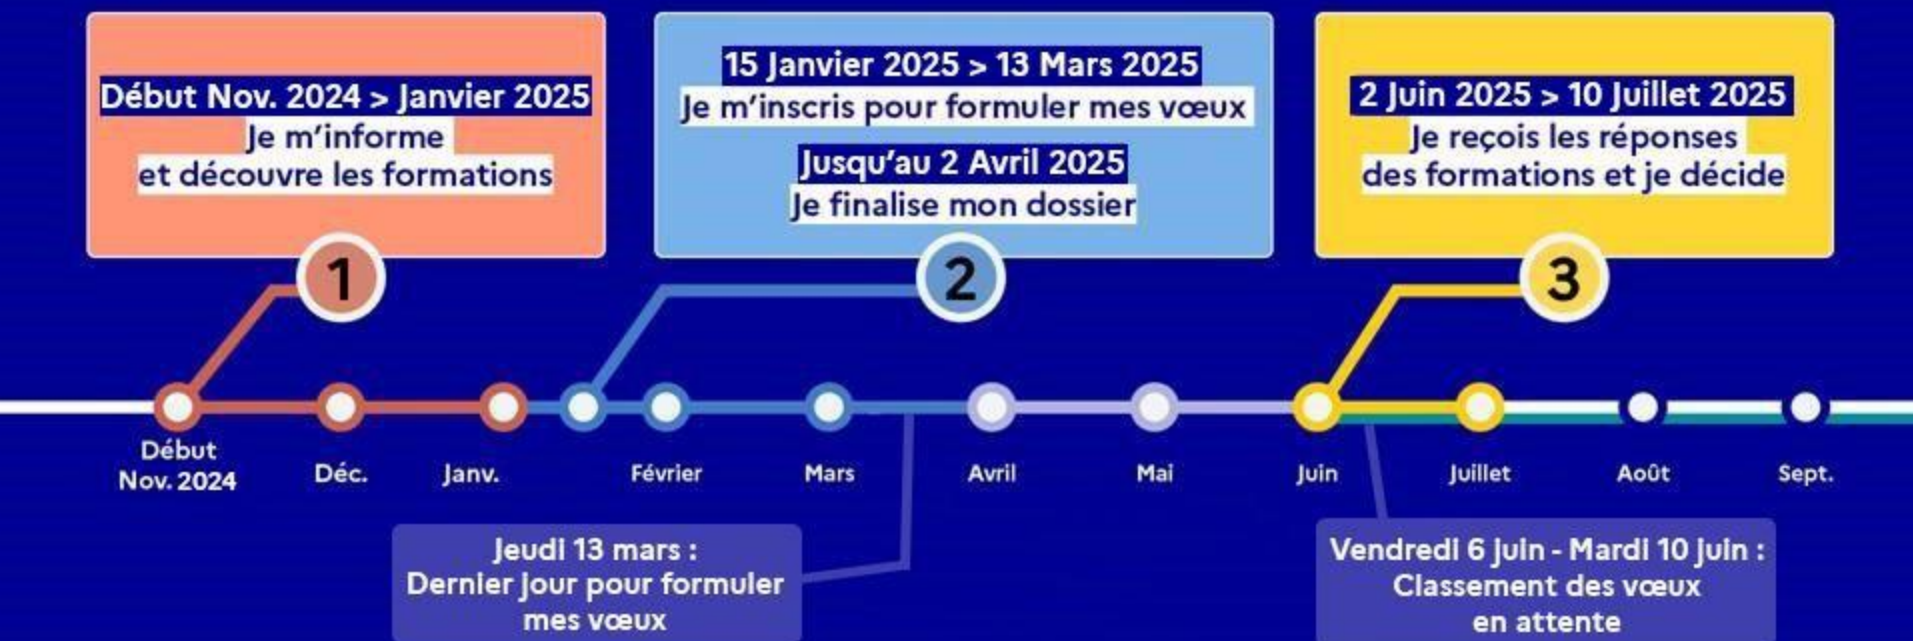 Début Nov. 2024 > Janvier 2025
Je m'informe
et découvre les formations
15 Janvier 2025 > 13 Mars 2025
Je m'inscris pour formuler mes vœux
Jusqu'au 2 Avril 2025
Je finalise mon dossier
2 Juin 2025 > 10 Juillet 2025
Je reçois les réponses
des formations et je décide
1
2
3
Début
Nov. 2024
Déc.
Janv.
Février
Mars
Avril
Mai
Juin
Juillet
Août
Sept.
Jeudi 13 mars :
Dernier jour pour formuler
mes vœux
Vendredi 6 juin - Mardi 10 juin :
Classement des vœux
en attente